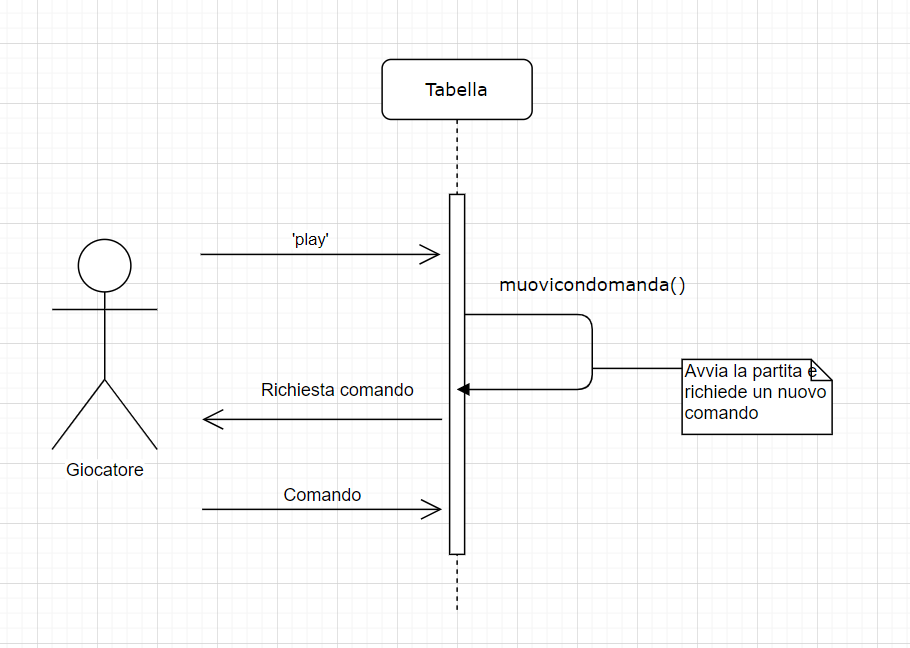 Tabella
'play'
muovicondomanda()
Avvia la partita e
richiede un nuovo
comando
Richiesta comando
Giocatore
Comando